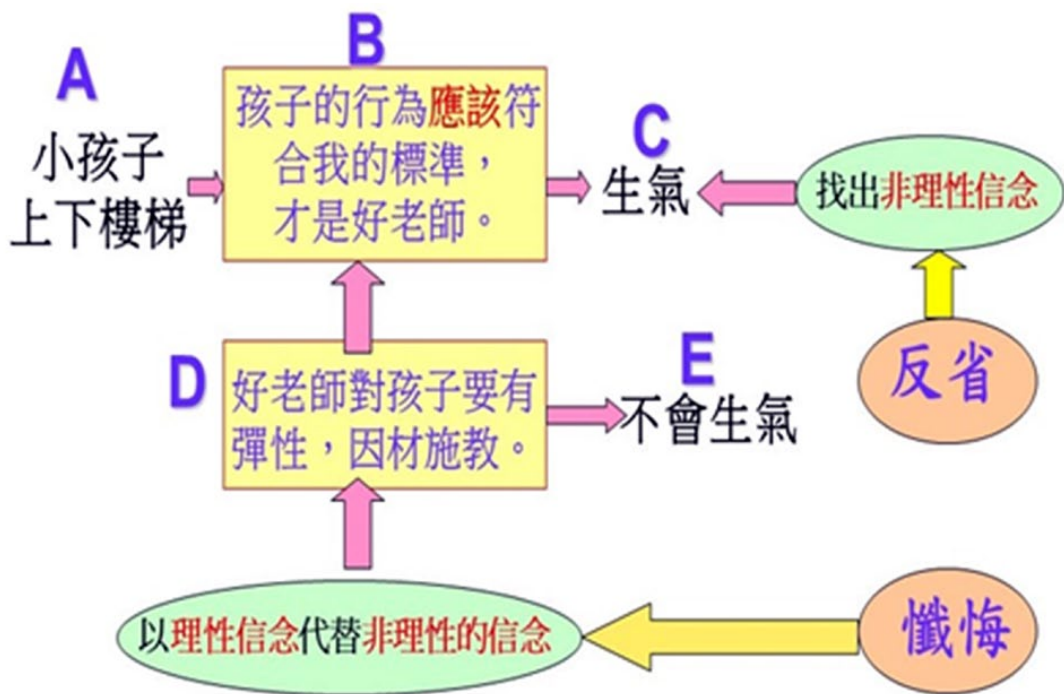 A
小孩子
上下樓梯
B
孩子的行為應該符
合我的標準，
才是好老師。
C
生氣
找出非理性信念
反省
D
好老師對孩子要有
彈性，因材施教。
E
不會生氣
以理性信念代替非理性的信念
懺悔